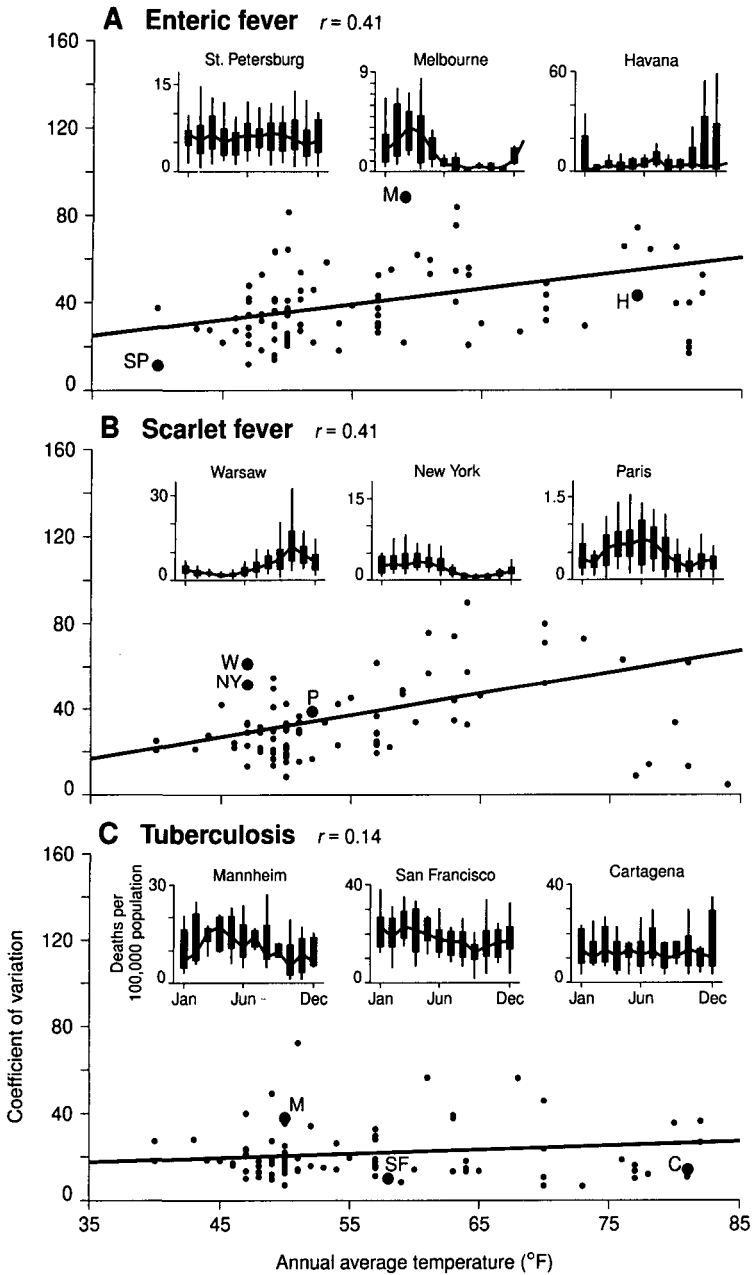 A Enteric fever r = 0.41
160
120
80
40
0
St. Petersburg
15
0
Melbourne
9
0
Havana
60
0
M
H
SP
B Scarlet fever r = 0.41
160
120
80
40
0
Warsaw
30
0
New York
15
0
Paris
1.5
0
W
NY
P
C Tuberculosis r = 0.14
160
120
80
40
0
Mannheim
30
0
Deaths per
100,000 population
Jan Jun Dec
San Francisco
40
0
Jan Jun Dec
Cartagena
40
0
Jan Jun Dec
M
SF
C
Coefficient of variation
35 45 55 65 75 85
Annual average temperature (°F)